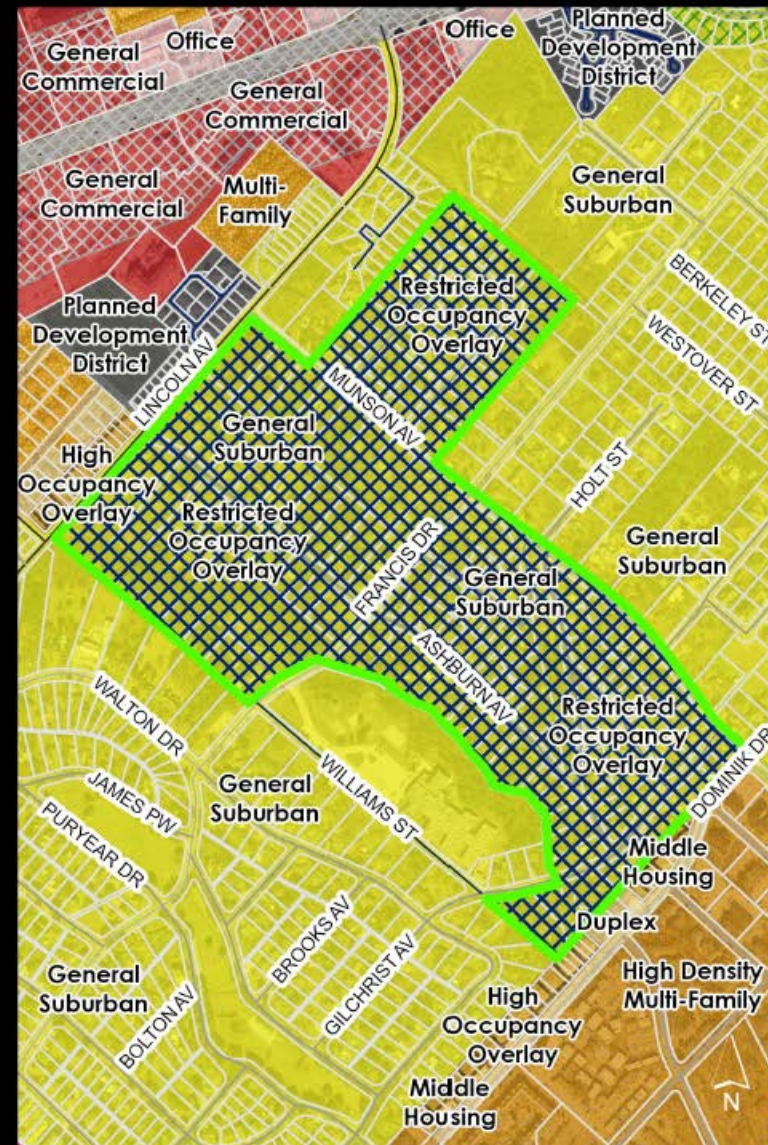 Planned
Development
District
Office
Office
General
Commercial
General
Commercial
General
Commercial
Multi-
Family
General
Suburban
BERKELEY ST
Restricted
Occupancy
Overlay
Planned
Development
District
WESTOVER ST
LINCOLN AV
MUNSON AV
General
Suburban
High
Occupancy
Overlay
HOLT ST
Restricted
Occupancy
Overlay
General
Suburban
FRANCIS DR
General
Suburban
ASHBURN AV
WALTON DR
Restricted
Occupancy
Overlay
DOMINIK DR
WILLIAMS ST
General
Suburban
JAMES PW
PURYEAR DR
Middle
Housing
Duplex
BROOKS AV
GILCHRIST AV
General
Suburban
High Density
Multi-Family
BOLTON AV
High
Occupancy
Overlay
Middle
Housing
N